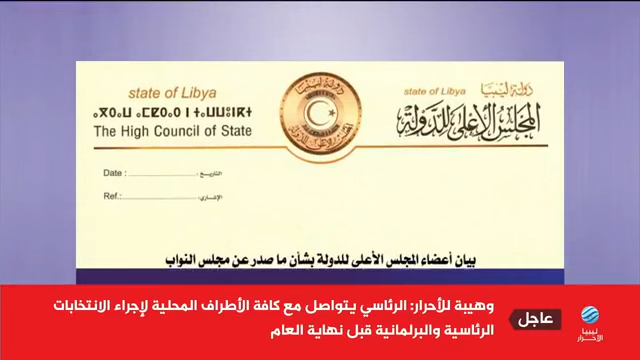 state of Libya
The High Council of State
state of Libya
دولة ليبيا
المجلس الأعلى للدولة
Date :
التاريخ :
Ref.:
الإشاري:
بيان أعضاء المجلس الأعلى للدولة بشأن ما صدر عن مجلس النواب
عاجل
وهيبة للأحرار: الرئاسي يتواصل مع كافة الأطراف المحلية لإجراء الانتخابات
الرئاسية والبرلمانية قبل نهاية العام
ليبيا
الأحرار